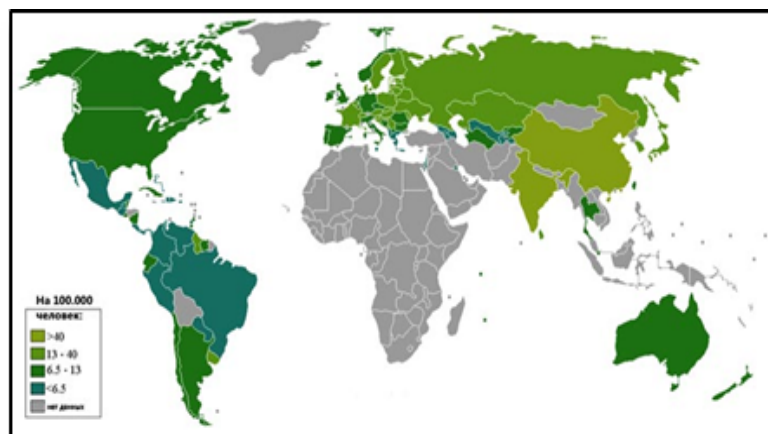 На 100.000
человек:
>40
13 - 40
6.5 - 13
<6.5
нет данных